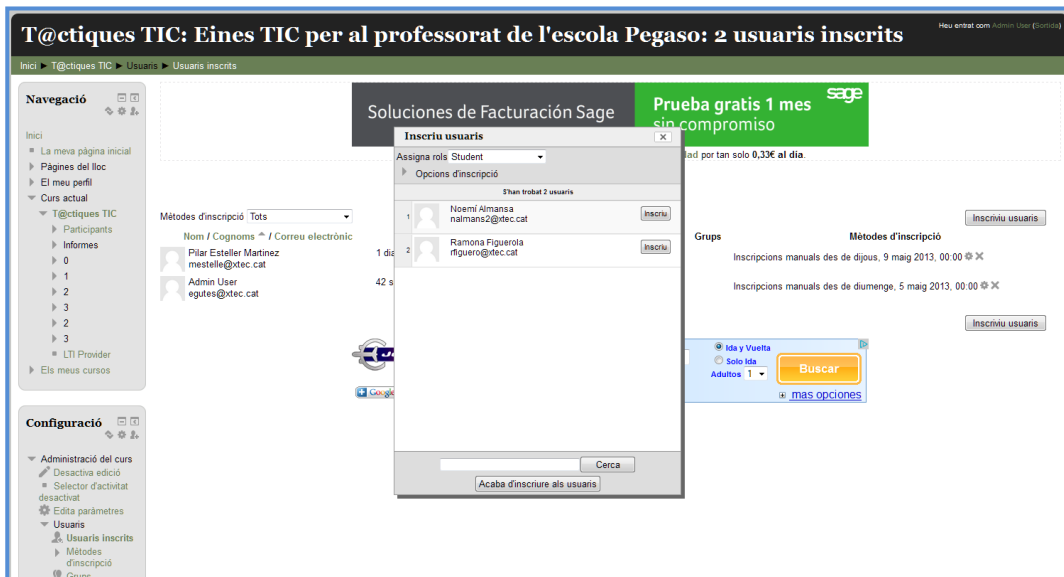 T@ctiques TIC: Eines TIC per al professorat de l'escola Pegaso: 2 usuaris inscrits
Heu entrat com Admin User (Sortida)
Inici ► T@ctiques TIC ► Usuaris ► Usuaris inscrits
Navegació
Inici
La meva pàgina inicial
Pàgines del lloc
El meu perfil
Curs actual
T@ctiques TIC
Participants
Informes
0
1
2
3
2
3
LTI Provider
Els meus cursos
Configuració
Administració del curs
Desactiva edició
Selector d'activitat
desactivat
Edita paràmetres
Usuaris
Usuaris inscrits
Mètodes
d'inscripció
Grups
Soluciones de Facturación Sage
Prueba gratis 1 mes
sin compromiso
sage
por tan solo 0,33€ al día.
Mètodes d'inscripció Tots
Inscriviu usuaris
Nom / Cognoms / Correu electrònic
Grups
Mètodes d'inscripció
Pilar Esteller Martinez
mestelle@xtec.cat
1 dia
Inscripcions manuals des de dijous, 9 maig 2013, 00:00
Admin User
egutes@xtec.cat
42 s
Inscripcions manuals des de diumenge, 5 maig 2013, 00:00
Inscriviu usuaris
Inscriu usuaris
Assigna rols Student
Opcions d'inscripció
S'han trobat 2 usuaris
1
Noemí Almansa
nalmans2@xtec.cat
Inscriu
2
Ramona Figuerola
rfiguero@xtec.cat
Inscriu
Cerca
Acaba d'inscriure als usuaris
Ida y Vuelta
Solo Ida
Adultos 1
Buscar
mas opciones
Google